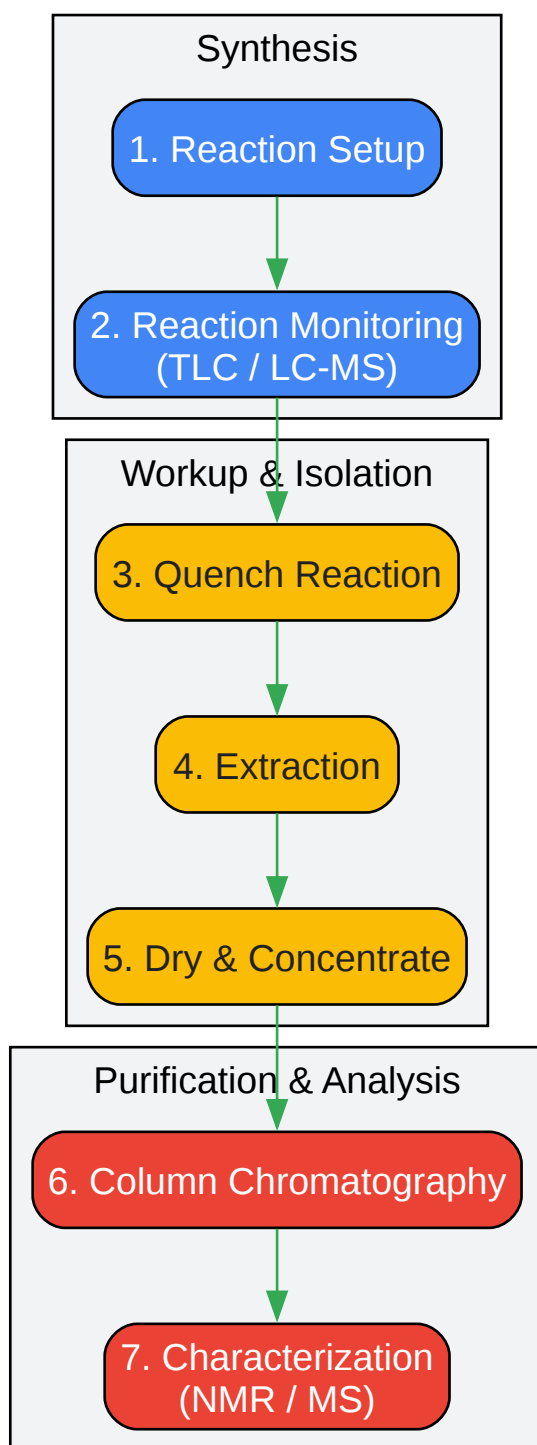 Synthesis
1. Reaction Setup
2. Reaction Monitoring
(TLC / LC-MS)
Workup & Isolation
3. Quench Reaction
4. Extraction
5. Dry & Concentrate
Purification & Analysis
6. Column Chromatography
7. Characterization
(NMR / MS)